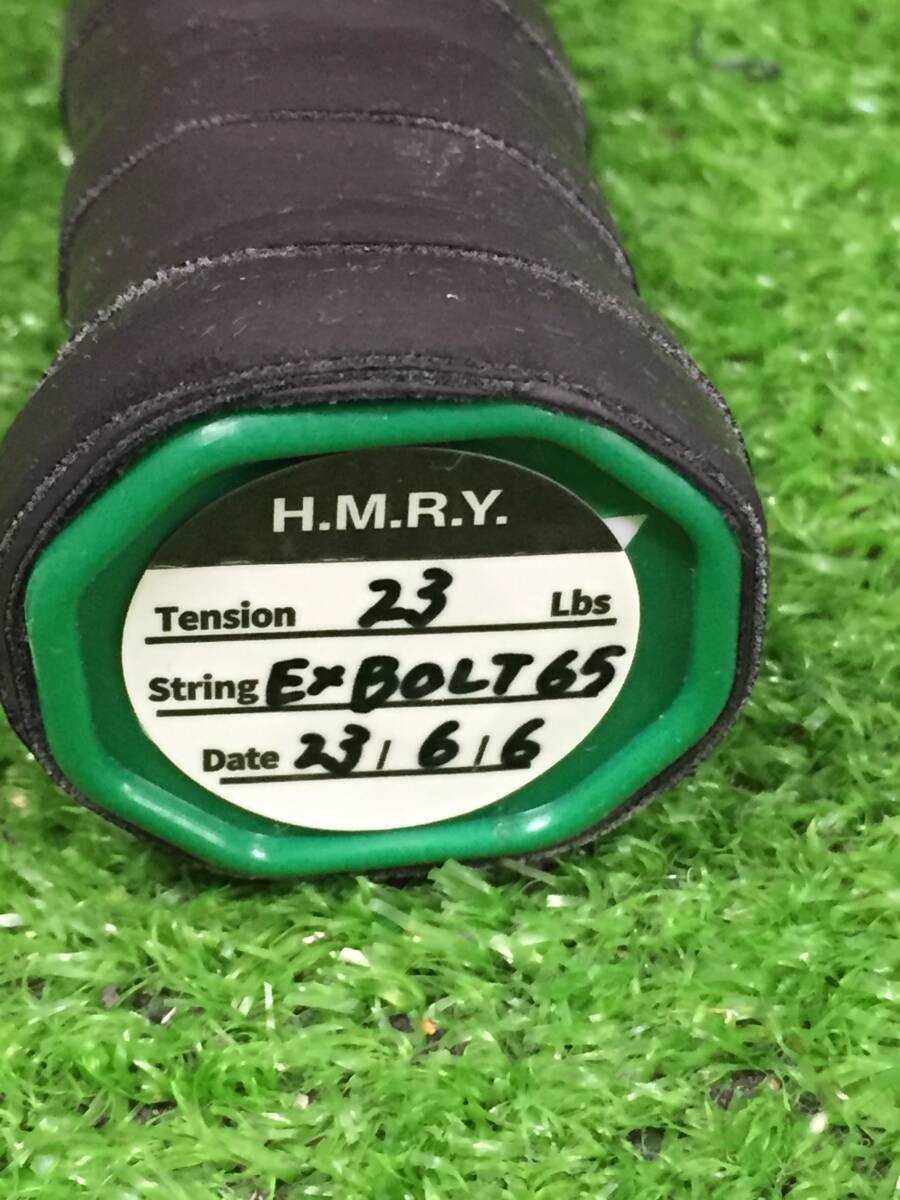 H.M.R.Y.
Tension 23 Lbs
String ExBOLT65
Date 23/6/6